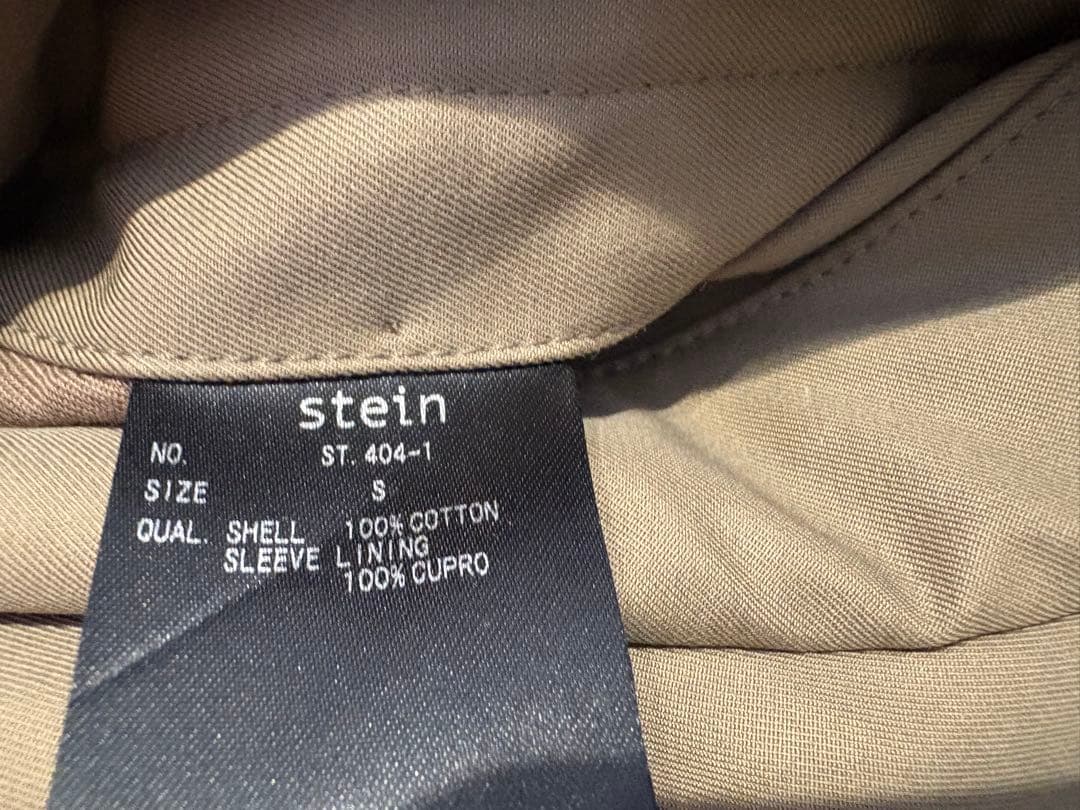 stein
NO. ST. 404-1
SIZE S
QUAL. SHELL 100% COTTON
SLEEVE LINING
100% CUPRO